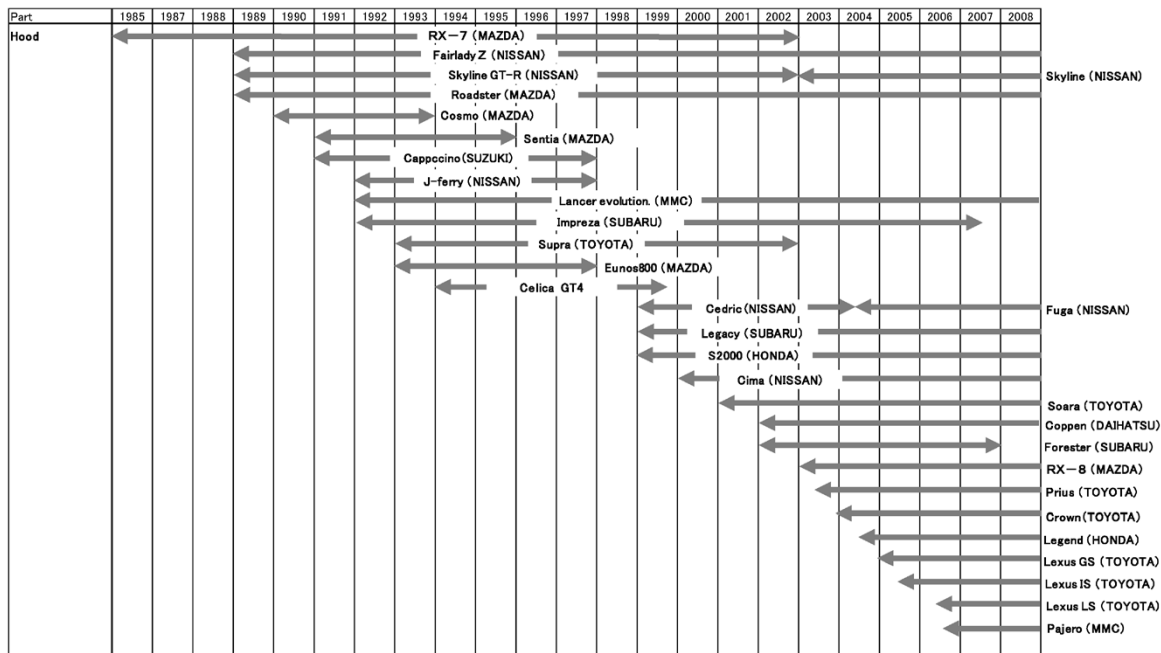 Part 1985 1987 1988 1989 1990 1991 1992 1993 1994 1995 1996 1997 1998 1999 2000 2001 2002 2003 2004 2005 2006 2007 2008
Hood RX-7 (MAZDA)
Fairlady Z (NISSAN)
Skyline GT-R (NISSAN) Skyline (NISSAN)
Roadster (MAZDA)
Cosmo (MAZDA)
Sentia (MAZDA)
Cappccino (SUZUKI)
J-ferry (NISSAN)
Lancer evolution. (MMC)
Impreza (SUBARU)
Supra (TOYOTA)
Eunos800 (MAZDA)
Celica GT4
Cedric (NISSAN) Fuga (NISSAN)
Legacy (SUBARU)
S2000 (HONDA)
Cima (NISSAN)
Soara (TOYOTA)
Coppen (DAIHATSU)
Forester (SUBARU)
RX-8 (MAZDA)
Prius (TOYOTA)
Crown (TOYOTA)
Legend (HONDA)
Lexus GS (TOYOTA)
Lexus IS (TOYOTA)
Lexus LS (TOYOTA)
Pajero (MMC)